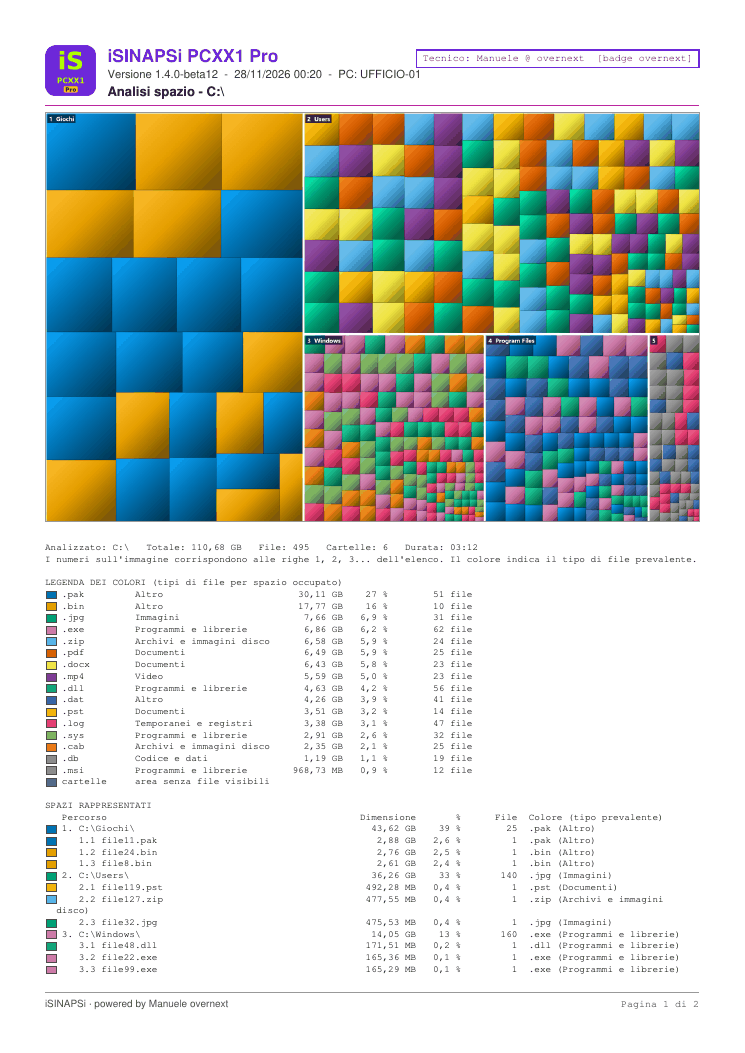 iS
PCXX1
Pro
iSINAPSi PCXX1 Pro
Versione 1.4.0-beta12 - 28/11/2026 00:20 - PC: UFFICIO-01
Analisi spazio - C:\
Tecnico: Manuele @ overnext [badge overnext]
1 Giochi
2 Users
3 Windows
4 Program Files
5
Analizzato: C:\ Totale: 110,68 GB File: 495 Cartelle: 6 Durata: 03:12
I numeri sull'immagine corrispondono alle righe 1, 2, 3... dell'elenco. Il colore indica il tipo di file prevalente.
LEGENDA DEI COLORI (tipi di file per spazio occupato)
.pak Altro 30,11 GB 27 % 51 file
.bin Altro 17,77 GB 16 % 10 file
.jpg Immagini 7,66 GB 6,9 % 31 file
.exe Programmi e librerie 6,86 GB 6,2 % 62 file
.zip Archivi e immagini disco 6,58 GB 5,9 % 24 file
.pdf Documenti 6,49 GB 5,9 % 25 file
.docx Documenti 6,43 GB 5,8 % 23 file
.mp4 Video 5,59 GB 5,0 % 23 file
.dll Programmi e librerie 4,63 GB 4,2 % 56 file
.dat Altro 4,26 GB 3,9 % 41 file
.pst Documenti 3,51 GB 3,2 % 14 file
.log Temporanei e registri 3,38 GB 3,1 % 47 file
.sys Programmi e librerie 2,91 GB 2,6 % 32 file
.cab Archivi e immagini disco 2,35 GB 2,1 % 25 file
.db Codice e dati 1,19 GB 1,1 % 19 file
.msi Programmi e librerie 968,73 MB 0,9 % 12 file
cartelle area senza file visibili
SPAZI RAPPRESENTATI
Percorso Dimensione % File Colore (tipo prevalente)
1. C:\Giochi\ 43,62 GB 39 % 25 .pak (Altro)
1.1 file11.pak 2,88 GB 2,6 % 1 .pak (Altro)
1.2 file24.bin 2,76 GB 2,5 % 1 .bin (Altro)
1.3 file8.bin 2,61 GB 2,4 % 1 .bin (Altro)
2. C:\Users\ 36,26 GB 33 % 140 .jpg (Immagini)
2.1 file119.pst 492,28 MB 0,4 % 1 .pst (Documenti)
2.2 file127.zip 477,55 MB 0,4 % 1 .zip (Archivi e immagini
disco)
2.3 file32.jpg 475,53 MB 0,4 % 1 .jpg (Immagini)
3. C:\Windows\ 14,05 GB 13 % 160 .exe (Programmi e librerie)
3.1 file48.dll 171,51 MB 0,2 % 1 .dll (Programmi e librerie)
3.2 file22.exe 165,36 MB 0,1 % 1 .exe (Programmi e librerie)
3.3 file99.exe 165,29 MB 0,1 % 1 .exe (Programmi e librerie)
iSINAPSi · powered by Manuele overnext
Pagina 1 di 2